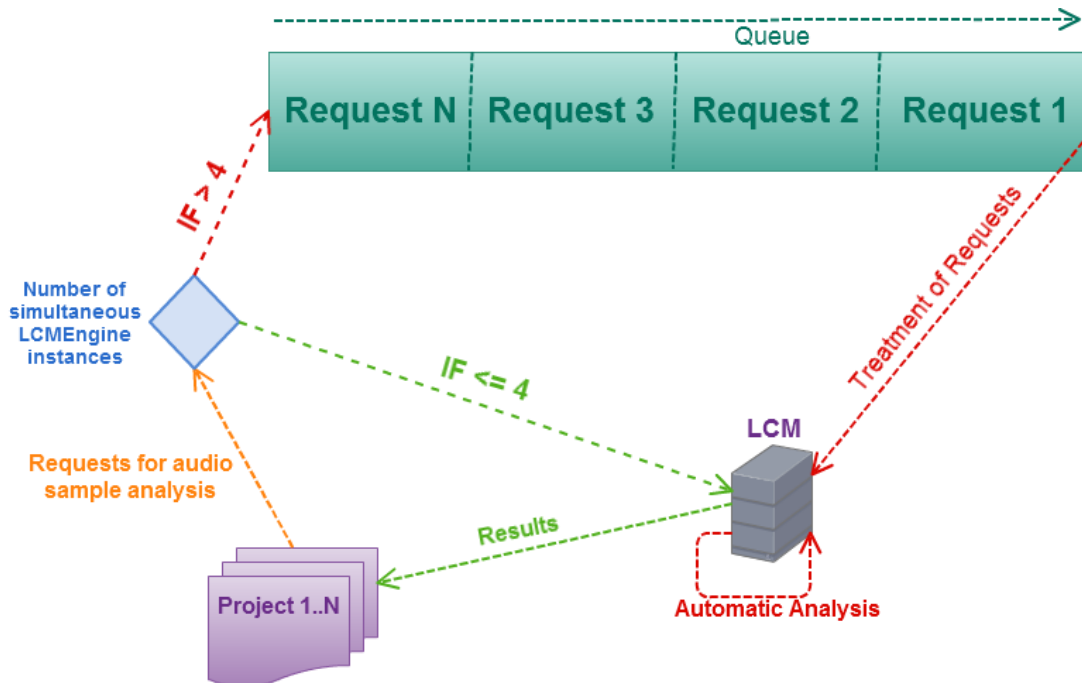 Queue
Request N
Request 3
Request 2
Request 1
IF > 4
Treatment of Requests
Number of
simultaneous
LCMEngine
instances
IF <= 4
LCM
Requests for audio
sample analysis
Results
Project 1..N
Automatic Analysis